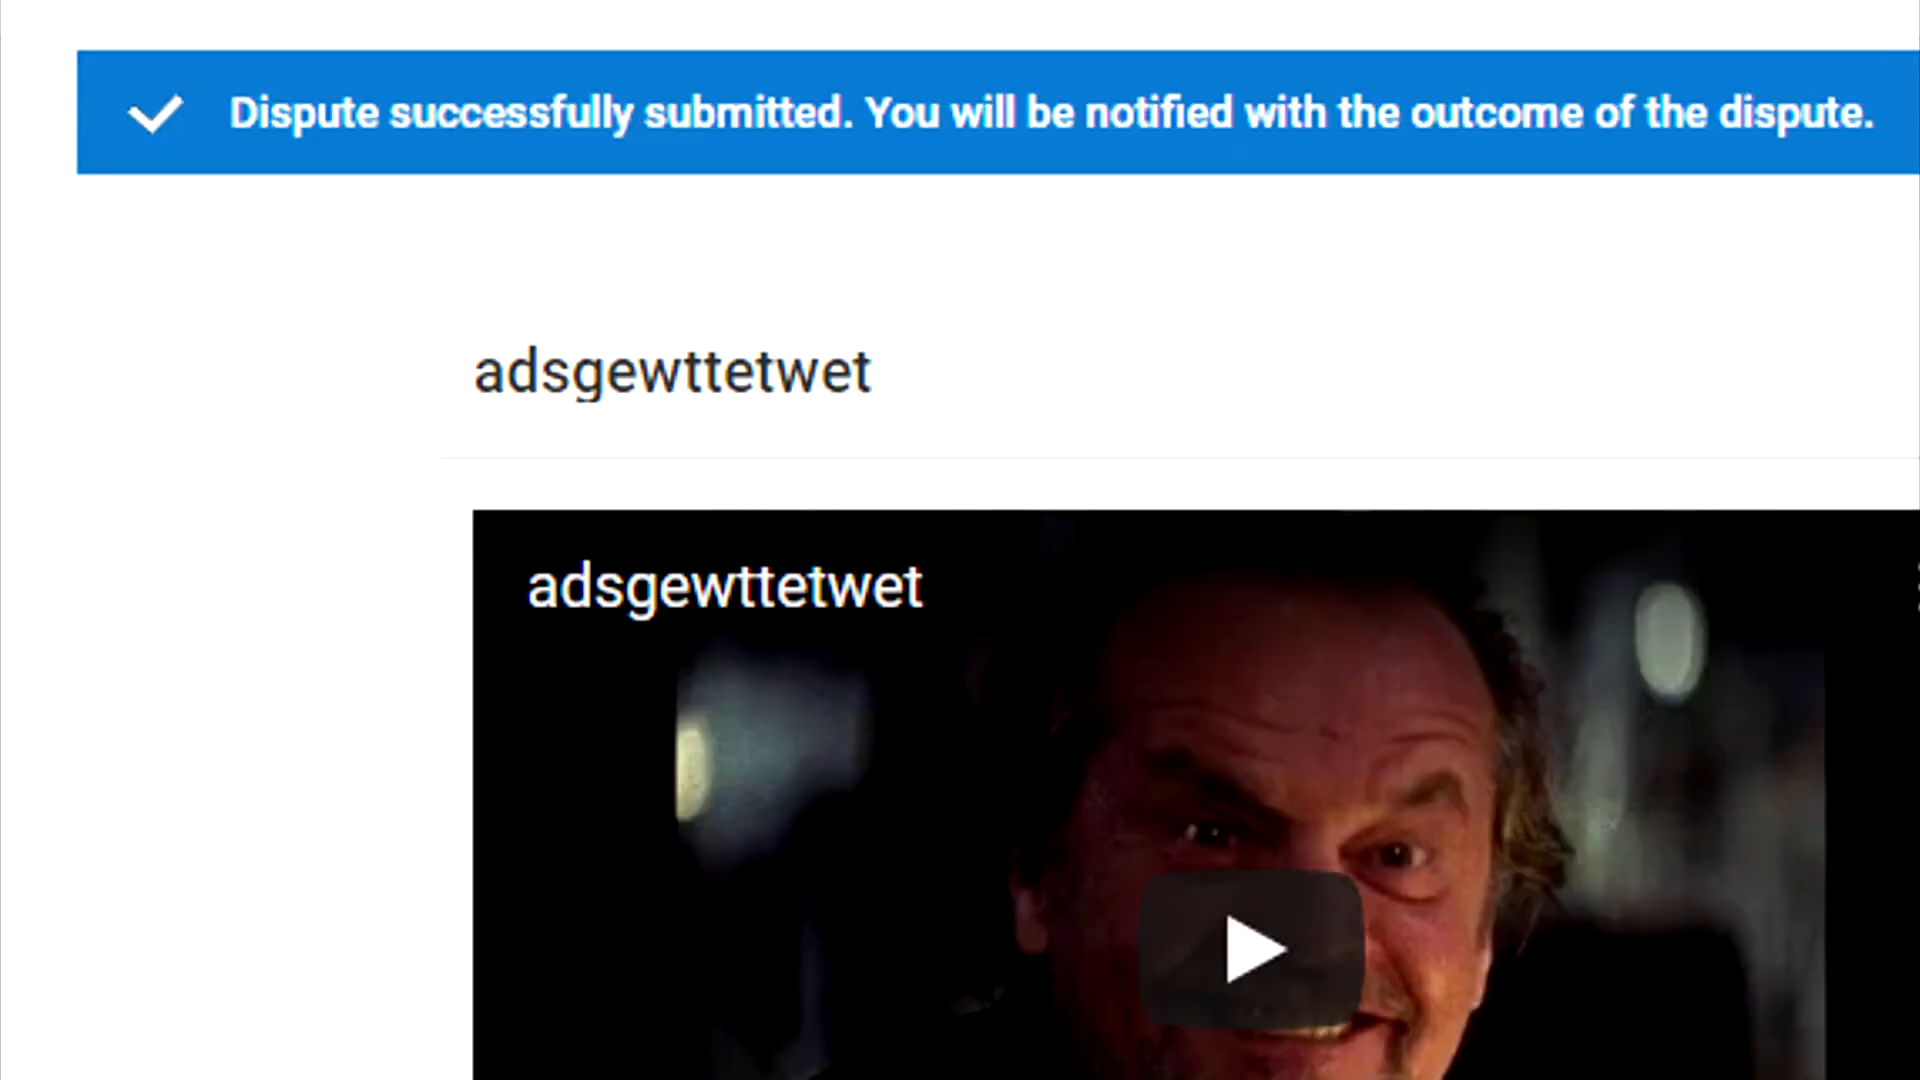 Dispute successfully submitted. You will be notified with the outcome of the dispute.
adsgewttetwet
adsgewttetwet